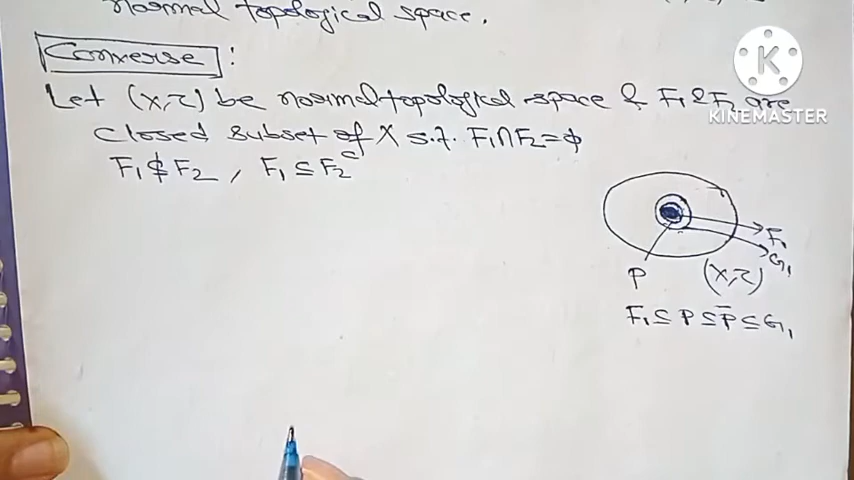 normal topological space.
Converse :
Let (X,τ) be normal topological space & F₁ & F₂ are
closed subset of X s.t. F₁∩F₂=ϕ
F₁⊄F₂ , F₁⊆F₂ᶜ
F₁
G₁
P (X,τ)
F₁⊆P⊆P̄⊆G₁
KINEMASTER